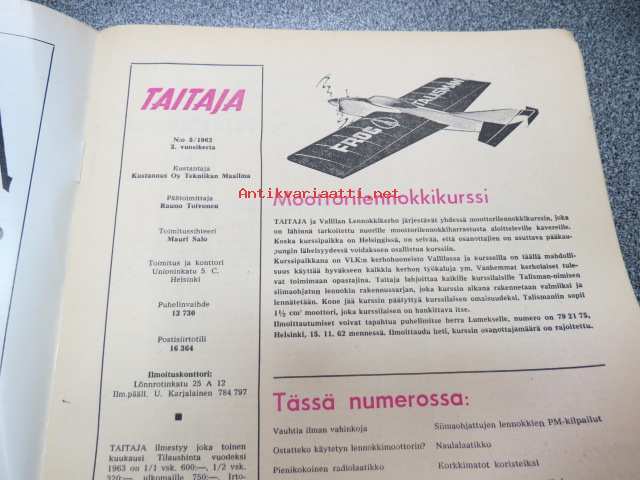 TAITAJA
N:o 5/1962
2. vuosikerta
Kustantaja
Kustannus Oy Tekniikan Maailma
Päätoimittaja
Rauno Toivonen
Toimitussihteeri
Mauri Salo
Toimitus ja konttori
Unioninkatu 5 C.
Helsinki
Puhelinvaihde
12 730
Postisiirtotili
16 364
Ilmoituskonttori:
Lönnrotinkatu 25 A 12
Ilm.pääll. U. Karjalainen 784 797
TAITAJA ilmestyy joka toinen
kuukausi. Tilaushinta vuodeksi
1963 on 1/1 vsk. 600:—, 1/2 vsk.
320:—, ulkomaille 750:—. Irto-
FROG
TALISMAN
Antikvariaatti.net
Moottorilennokkikurssi
TAITAJA ja Vallilan Lennokkikerho järjestävät yhdessä moottorilennokkikurssin, joka
on lähinnä tarkoitettu nuorille moottorilennokkiharrastusta aloitteleville kavereille.
Koska kurssipaikka on Helsingissä, on selvää, että osanottajien on asuttava pääkau-
pungin läheisyydessä voidakseen osallistua kurssiin.
Kurssipaikkana on VLK:n kerhohuoneisto Vallilassa ja kursseilla on täällä mahdolli-
suus käyttää hyväkseen kaikkia kerhon työkaluja ym. Vanhemmat kerholaiset tule-
vat toimimaan opastajina. Taitaja lahjoittaa kaikille kurssilaisille Talisman-nimisen
siimaohjatun lennokin rakennussarjan, joka kurssin aikana rakennetaan valmiiksi ja
lennätetään. Kone jää kurssin päätyttyä kurssilaisen omaisuudeksi. Talismaniin sopii
1½ cm³ moottori, joka kurssilaisen on hankittava itse.
Ilmoittautumiset voivat tapahtua puhelimitse herra Lumekselle, numero on 79 21 75,
Helsinki, 15. 11. 62 mennessä. Ilmoittaudu heti, kurssin osanottajamäärä on rajoitettu.
Tässä numerossa:
Vauhtia ilman vahinkoja
Siimaohjattujen lennokkien PM-kilpailut
Ostatteko käytetyn lennokkimoottorin?
Naulalaatikko
Pienikokoinen radiolaatikko
Korkkimatot koristeiksi